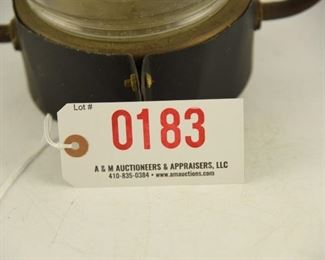 Lot #
0183
A & M AUCTIONEERS & APPRAISERS, LLC
410-835-0384 • www.amauctions.com